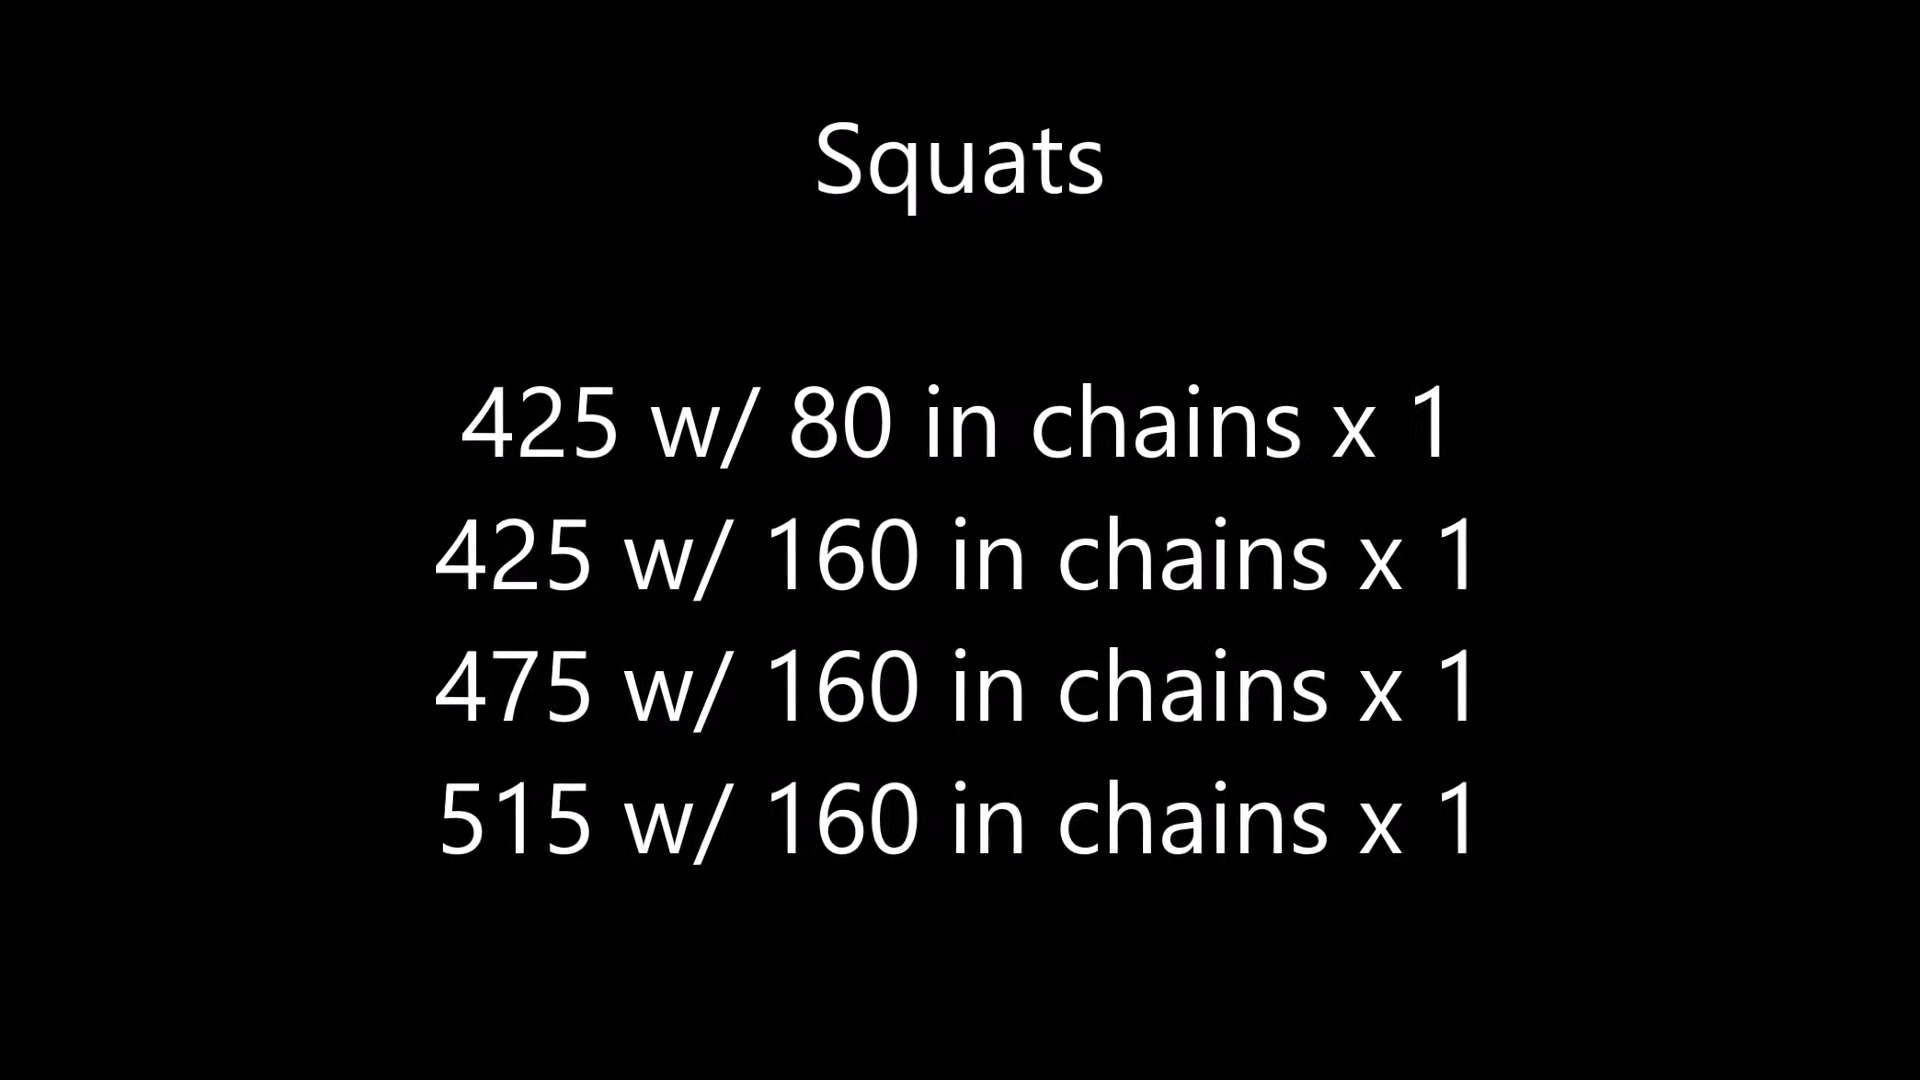 Squats
425 w/ 80 in chains x 1
425 w/ 160 in chains x 1
475 w/ 160 in chains x 1
515 w/ 160 in chains x 1